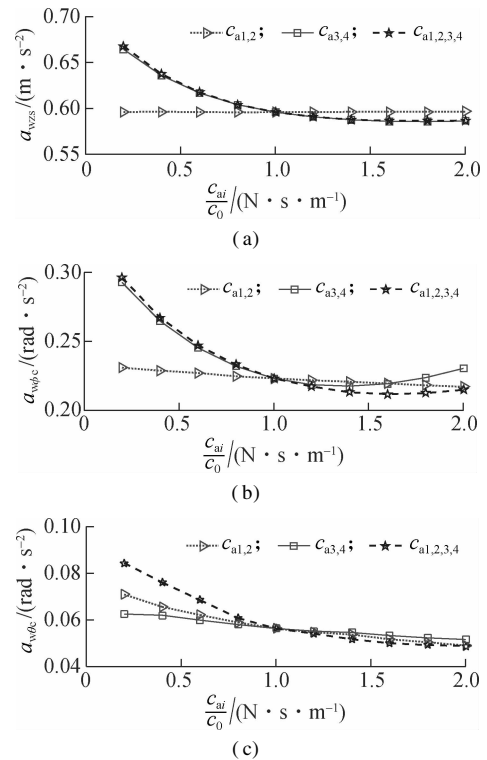 0.70
c_a1,2; c_a3,4; c_a1,2,3,4
0.65
0.60
0.55
a_wzs/(m・s⁻²)
0 0.5 1.0 1.5 2.0
c_ai/c_0/(N・s・m⁻¹)
(a)
0.30
c_a1,2; c_a3,4; c_a1,2,3,4
0.25
0.20
a_wϕc/(rad・s⁻²)
0 0.5 1.0 1.5 2.0
c_ai/c_0/(N・s・m⁻¹)
(b)
0.10
c_a1,2; c_a3,4; c_a1,2,3,4
0.08
0.06
0.04
a_wθc/(rad・s⁻²)
0 0.5 1.0 1.5 2.0
c_ai/c_0/(N・s・m⁻¹)
(c)